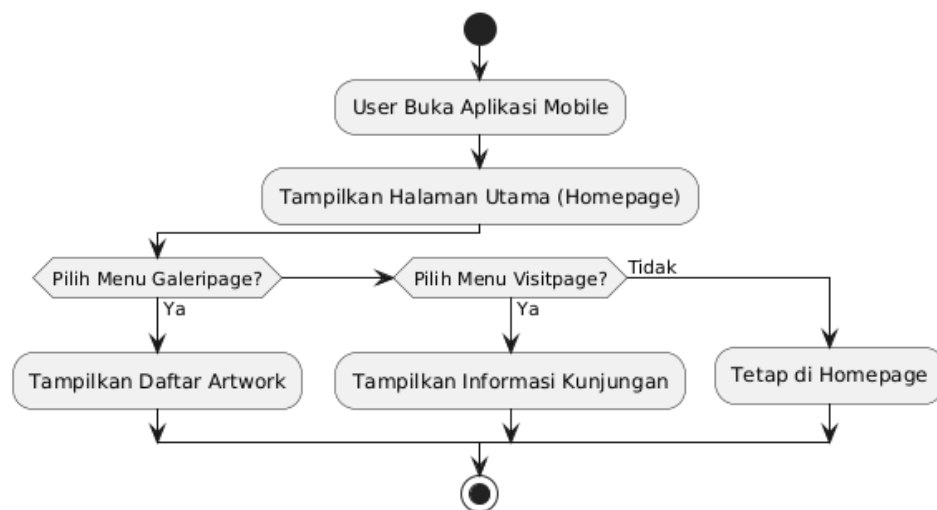 User Buka Aplikasi Mobile
Tampilkan Halaman Utama (Homepage)
Pilih Menu Galeripage?
Pilih Menu Visitpage?
Tidak
Ya
Ya
Tampilkan Daftar Artwork
Tampilkan Informasi Kunjungan
Tetap di Homepage